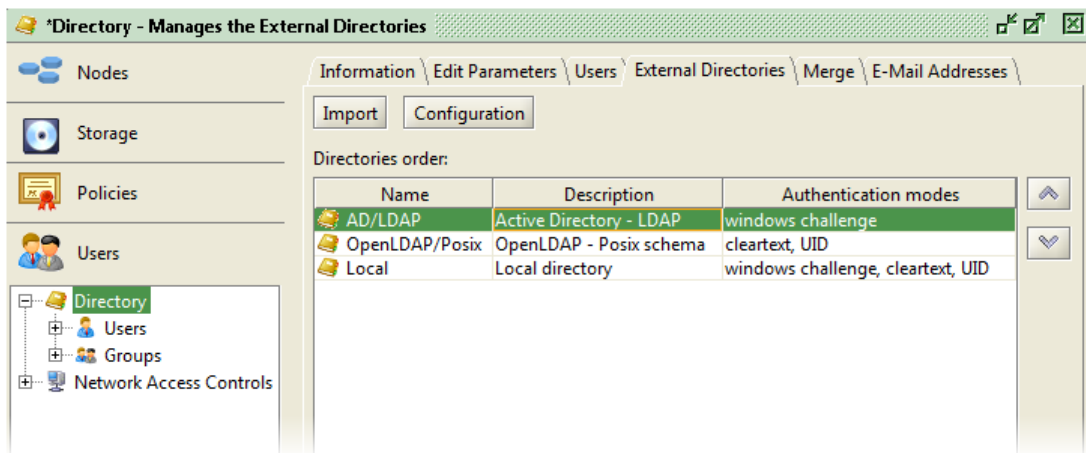 *Directory - Manages the External Directories
Nodes
Storage
Policies
Users
Directory
Users
Groups
Network Access Controls
Information \ Edit Parameters \ Users External Directories \ Merge \ E-Mail Addresses \
Import Configuration
Directories order:
Name Description Authentication modes
AD/LDAP Active Directory - LDAP windows challenge
OpenLDAP/Posix OpenLDAP - Posix schema cleartext, UID
Local Local directory windows challenge, cleartext, UID